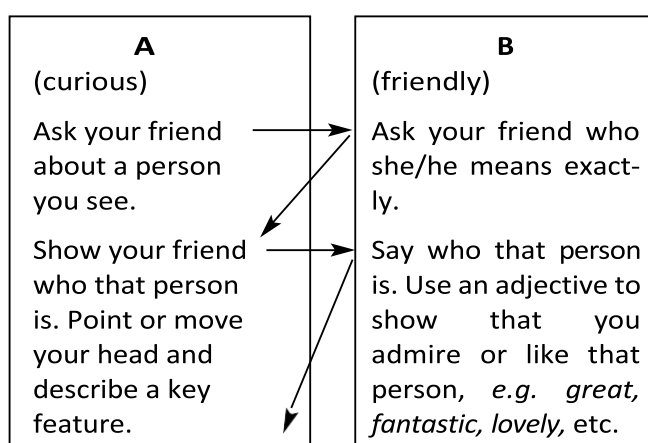 A
(curious)
Ask your friend
about a person
you see.
Show your friend
who that person
is. Point or move
your head and
describe a key
feature.
B
(friendly)
Ask your friend who
she/he means exact-
ly.
Say who that person
is. Use an adjective to
show that you
admire or like that
person, e.g. great,
fantastic, lovely, etc.